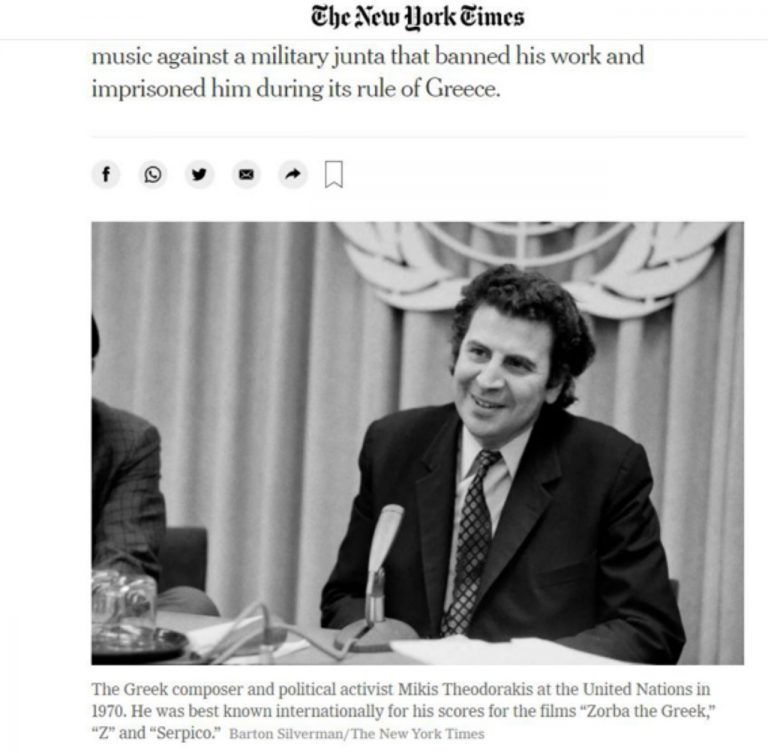 The New York Times
music against a military junta that banned his work and
imprisoned him during its rule of Greece.
The Greek composer and political activist Mikis Theodorakis at the United Nations in
1970. He was best known internationally for his scores for the films “Zorba the Greek,”
“Z” and “Serpico.” Barton Silverman/The New York Times